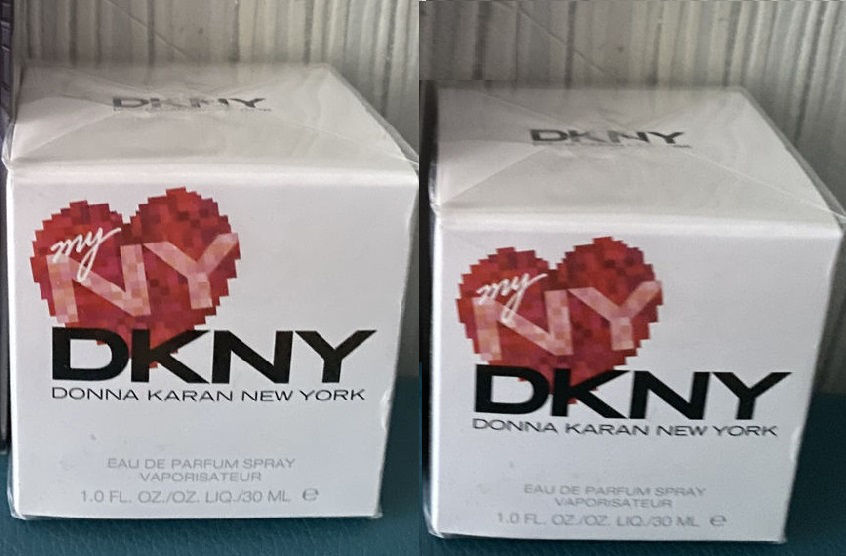 DKNY
my
NY
DKNY
DONNA KARAN NEW YORK
EAU DE PARFUM SPRAY
VAPORISATEUR
1.0 FL. OZ./OZ. LIQ./30 ML ℮
DKNY
my
NY
DKNY
DONNA KARAN NEW YORK
EAU DE PARFUM SPRAY
VAPORISATEUR
1.0 FL. OZ./OZ. LIQ./30 ML ℮